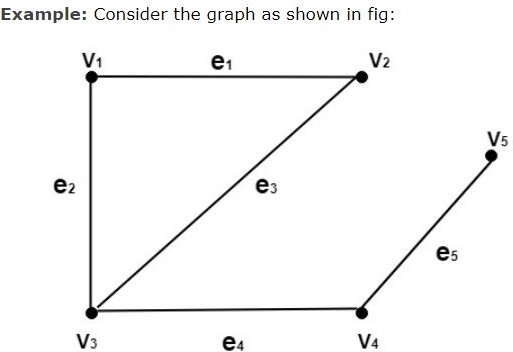 Example: Consider the graph as shown in fig:
V1 e1 V2
V5
e2 e3
e5
V3 e4 V4